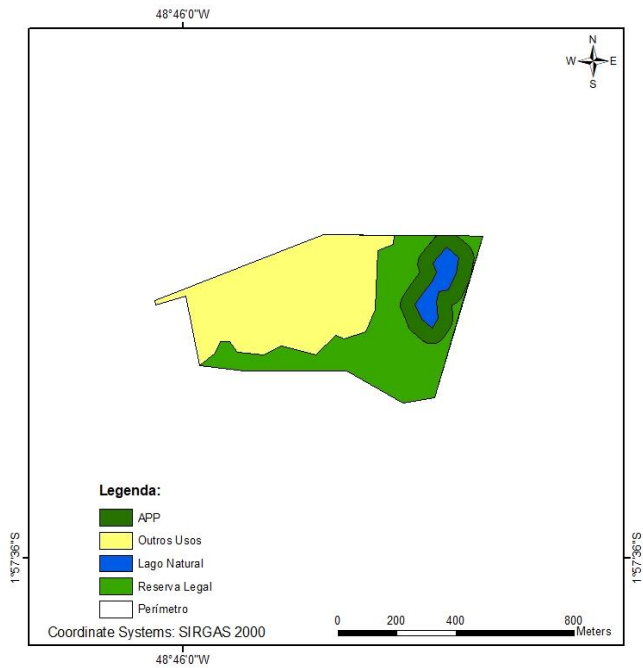 48°46'0"W
N
W E
S
Legenda:
APP
Outros Usos
Lago Natural
Reserva Legal
Perímetro
1°57'36"S
1°57'36"S
Coordinate Systems: SIRGAS 2000
0 200 400 800
Meters
48°46'0"W